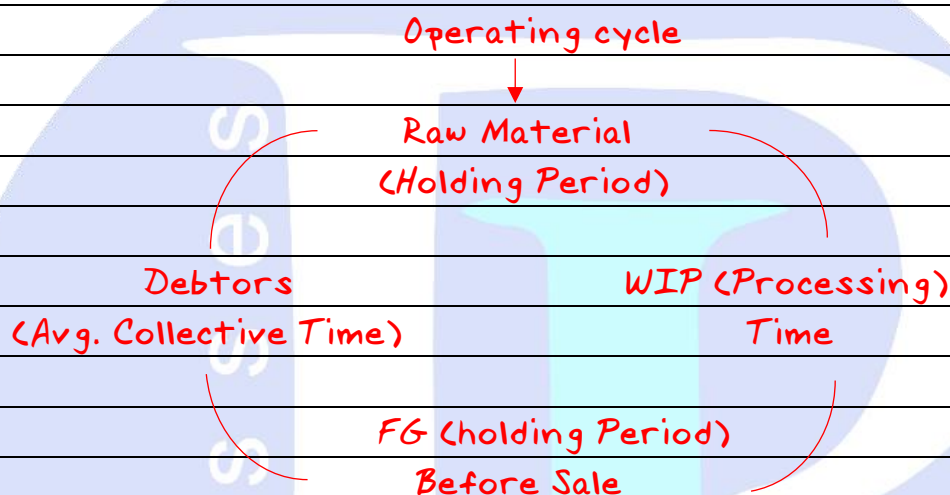 Operating cycle
Raw Material
(Holding Period)
Debtors
WIP (Processing)
(Avg. Collective Time)
Time
FG (holding Period)
Before Sale
s s e s